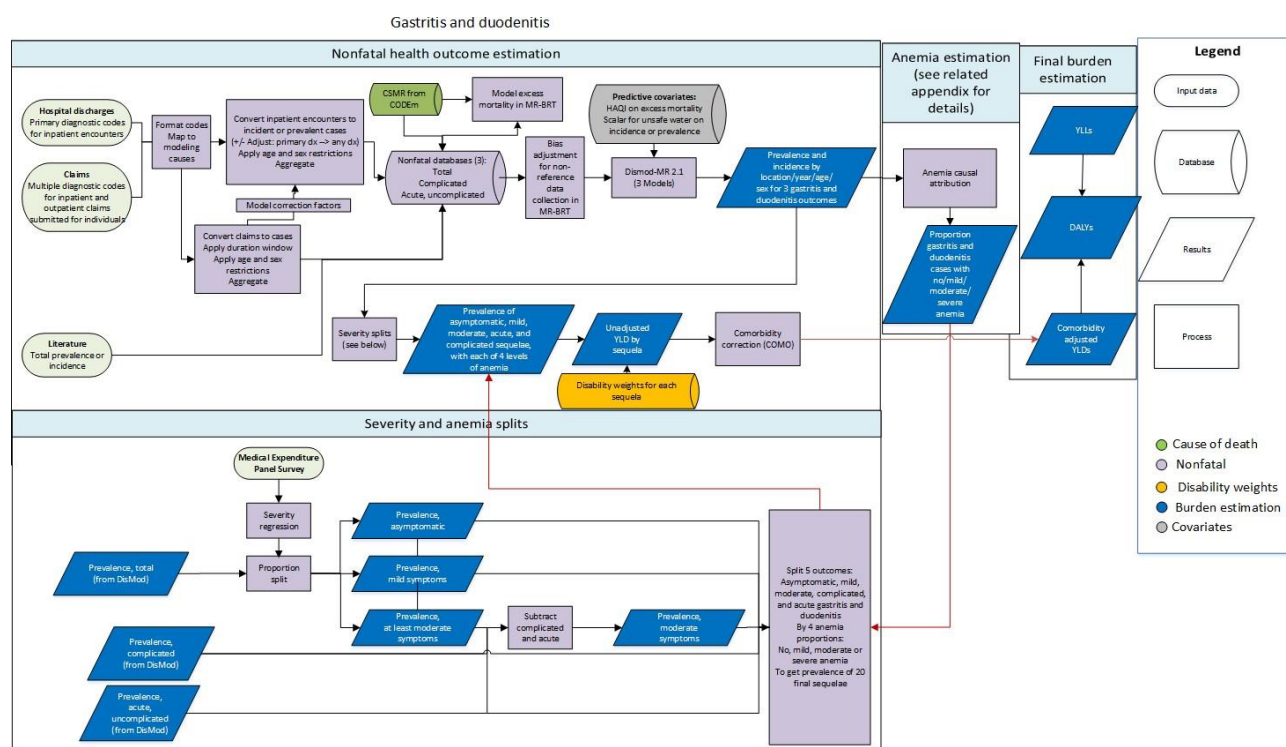 Gastritis and duodenitis
Nonfatal health outcome estimation
Hospital discharges
Primary diagnostic codes
for inpatient encounters
Claims
Multiple diagnostic codes
for inpatient and
outpatient claims
submitted for individuals
Format codes
Map to
modeling
causes
Convert inpatient encounters to
incident or prevalent cases
(+/- Adjust: primary dx –> any dx)
Apply age and sex restrictions
Aggregate
Model correction factors
Convert claims to cases
Apply duration window
Apply age and sex
restrictions
Aggregate
CSMR from
CODEm
Model excess
mortality in MR-BRT
Nonfatal databases (3):
Total
Complicated
Acute, uncomplicated
Bias
adjustment
for non-
reference
data
collection in
MR-BRT
Predictive covariates:
HAQI on excess mortality
Scalar for unsafe water on
incidence or prevalence
Dismod-MR 2.1
(3 Models)
Prevalence and
incidence by
location/year/age/
sex for 3 gastritis and
duodenitis outcomes
Literature
Total prevalence or
incidence
Severity splits
(see below)
Prevalence of
asymptomatic, mild,
moderate, acute, and
complicated sequelae,
with each of 4 levels
of anemia
Unadjusted
YLD by
sequela
Disability weights for each
sequela
Comorbidity
correction (COMO)
Anemia estimation
(see related
appendix for
details)
Anemia causal
attribution
Proportion
gastritis and
duodenitis
cases with
no/mild/
moderate/
severe
anemia
Final burden
estimation
YLLs
DALYs
Comorbidity
adjusted YLDs
Legend
Input data
Database
Results
Process
Cause of death
Nonfatal
Disability weights
Burden estimation
Covariates
Severity and anemia splits
Medical Expenditure
Panel Survey
Severity
regression
Prevalence, total
(from DisMod)
Proportion
split
Prevalence,
asymptomatic
Prevalence,
mild symptoms
Prevalence,
at least moderate
symptoms
Subtract
complicated
and acute
Prevalence,
moderate
symptoms
Prevalence,
complicated
(from DisMod)
Prevalence,
acute,
uncomplicated
(from DisMod)
Split 5 outcomes:
Asymptomatic, mild,
moderate, complicated,
and acute gastritis and
duodenitis
By 4 anemia
proportions:
No, mild, moderate or
severe anemia
To get prevalence of 20
final sequelae